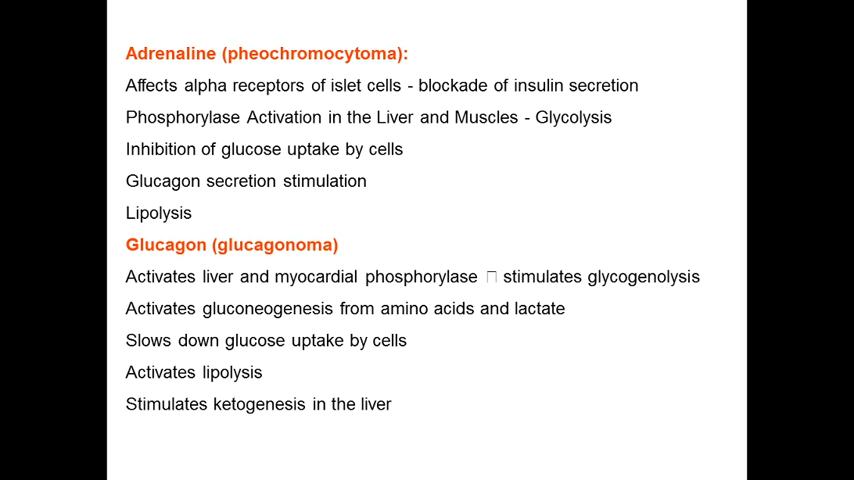 Adrenaline (pheochromocytoma):
Affects alpha receptors of islet cells - blockade of insulin secretion
Phosphorylase Activation in the Liver and Muscles - Glycolysis
Inhibition of glucose uptake by cells
Glucagon secretion stimulation
Lipolysis
Glucagon (glucagonoma)
Activates liver and myocardial phosphorylase □ stimulates glycogenolysis
Activates gluconeogenesis from amino acids and lactate
Slows down glucose uptake by cells
Activates lipolysis
Stimulates ketogenesis in the liver